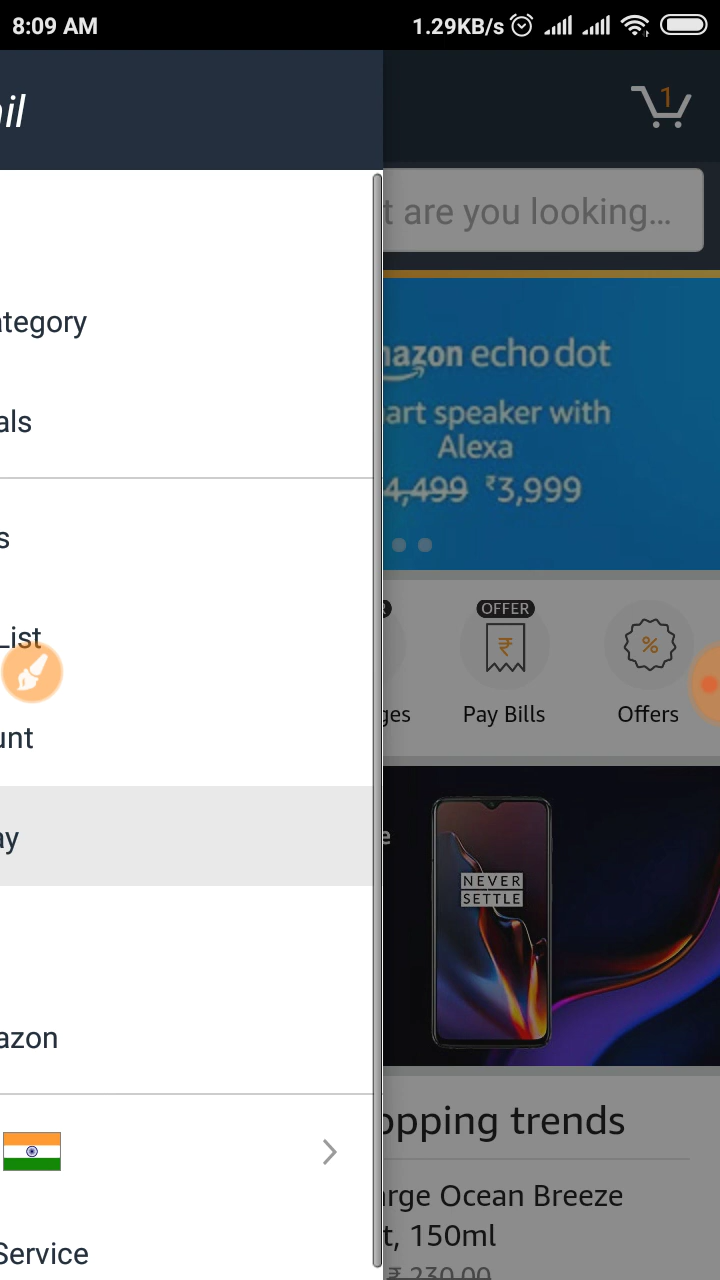 8:09 AM
1.29KB/s
il
1
t are you looking...
tegory
als
s
List
unt
ay
azon
Service
azon echo dot
art speaker with
Alexa
4,499 ₹3,999
OFFER
ges
Pay Bills
%
Offers
e
NEVER
SETTLE
opping trends
rge Ocean Breeze
t, 150ml
₹ 230.00